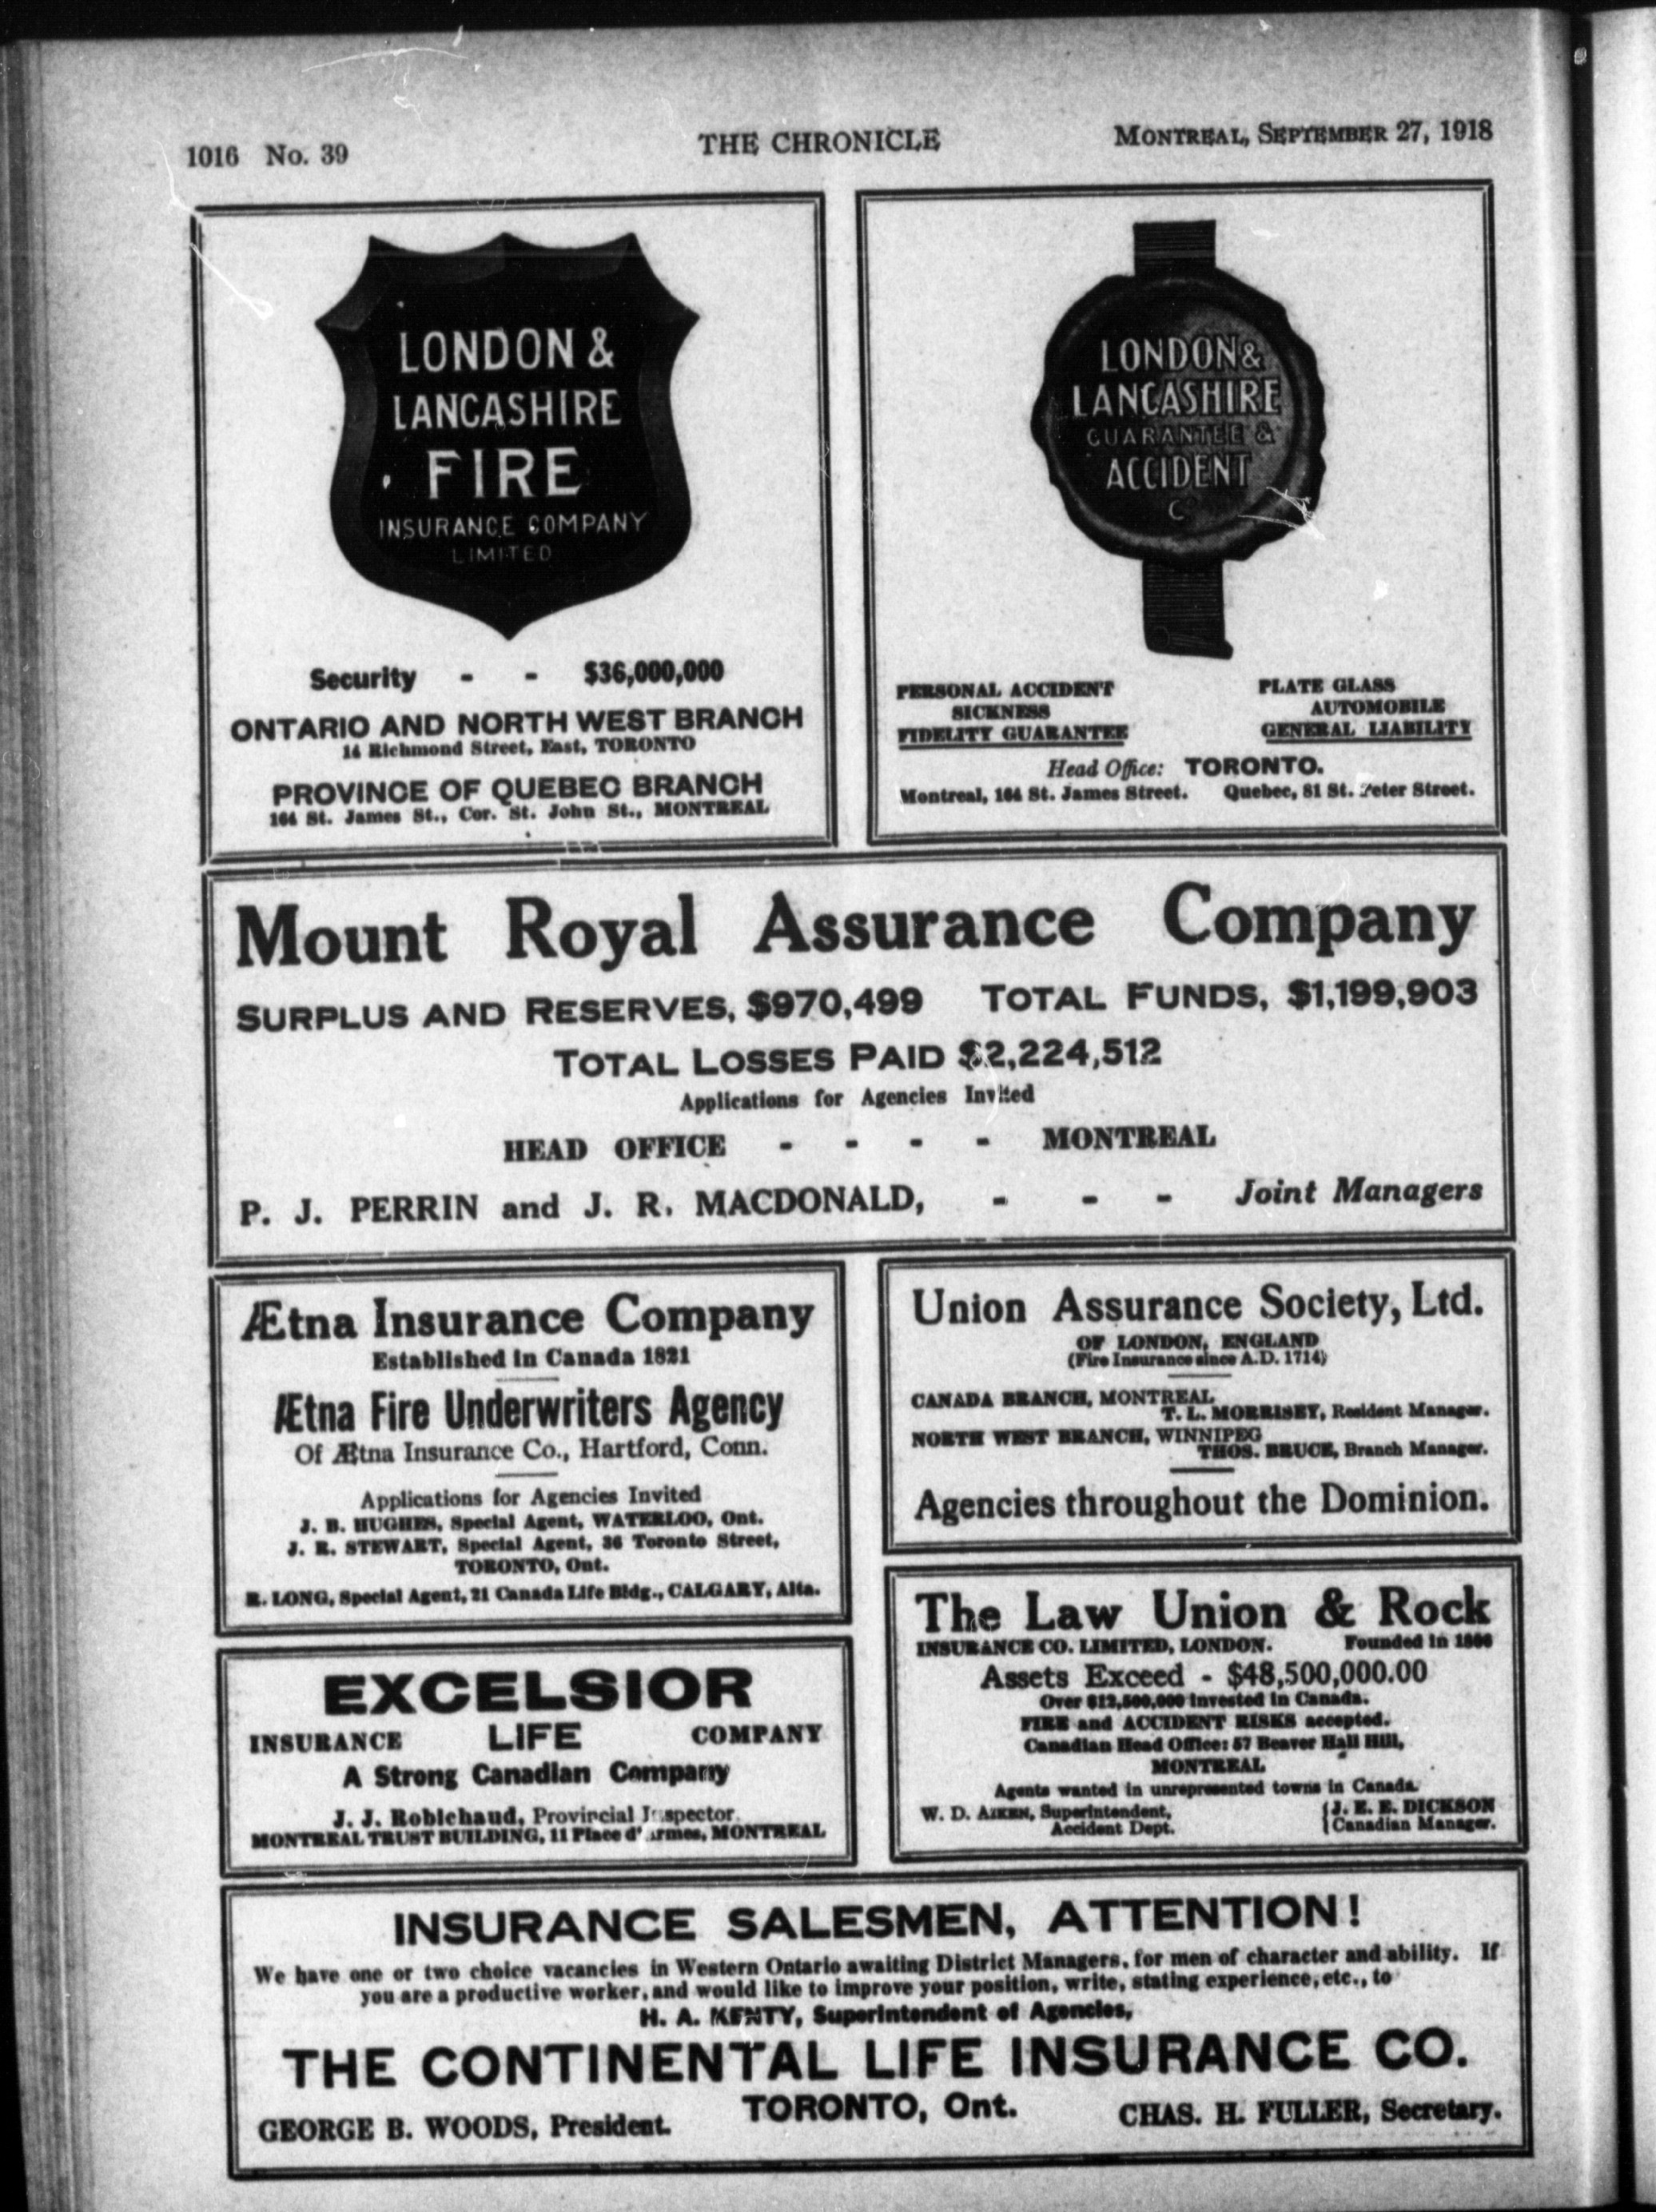 1016 No. 39
THE CHRONICLE
MONTREAL, SEPTEMBER 27, 1918
LONDON &
LANCASHIRE
FIRE
INSURANCE COMPANY
LIMITED
Security - - $36,000,000
ONTARIO AND NORTH WEST BRANCH
14 Richmond Street, East, TORONTO
PROVINCE OF QUEBEC BRANCH
164 St. James St., Cor. St. John St., MONTREAL
LONDON &
LANCASHIRE
GUARANTEE &
ACCIDENT
Co
PERSONAL ACCIDENT
SICKNESS
FIDELITY GUARANTEE
PLATE GLASS
AUTOMOBILE
GENERAL LIABILITY
Head Office: TORONTO.
Montreal, 164 St. James Street. Quebec, 81 St. Peter Street.
Mount Royal Assurance Company
SURPLUS AND RESERVES, $970,499 TOTAL FUNDS, $1,199,903
TOTAL LOSSES PAID $2,224,512
Applications for Agencies Invited
HEAD OFFICE - - - - MONTREAL
P. J. PERRIN and J. R. MACDONALD, - - - Joint Managers
Ætna Insurance Company
Established in Canada 1821
Ætna Fire Underwriters Agency
Of Ætna Insurance Co., Hartford, Conn.
Applications for Agencies Invited
J. B. HUGHES, Special Agent, WATERLOO, Ont.
J. R. STEWART, Special Agent, 36 Toronto Street,
TORONTO, Ont.
R. LONG, Special Agent, 21 Canada Life Bldg., CALGARY, Alta.
Union Assurance Society, Ltd.
OF LONDON, ENGLAND
(Fire Insurance since A.D. 1714)
CANADA BRANCH, MONTREAL
T. L. MORRISEY, Resident Manager.
NORTH WEST BRANCH, WINNIPEG
THOS. BRUCE, Branch Manager.
Agencies throughout the Dominion.
EXCELSIOR
INSURANCE LIFE COMPANY
A Strong Canadian Company
J. J. Robichaud, Provincial Inspector
MONTREAL TRUST BUILDING, 11 Place d'Armes, MONTREAL
The Law Union & Rock
INSURANCE CO. LIMITED, LONDON. Founded in
Assets Exceed - $48,500,000.00
Over $12,500,000 invested in Canada.
FIRE and ACCIDENT RISKS accepted.
Canadian Head Office: 57 Beaver Hall Hill,
MONTREAL
Agents wanted in unrepresented towns in Canada.
W. D. AIKEN, Superintendent,
Accident Dept.
J. E. E. DICKSON
Canadian Manager.
INSURANCE SALESMEN, ATTENTION!
We have one or two choice vacancies in Western Ontario awaiting District Managers, for men of character and ability. If
you are a productive worker, and would like to improve your position, write, stating experience, etc., to
H. A. KENTY, Superintendent of Agencies,
THE CONTINENTAL LIFE INSURANCE CO.
TORONTO, Ont.
GEORGE B. WOODS, President. CHAS. H. FULLER, Secretary.